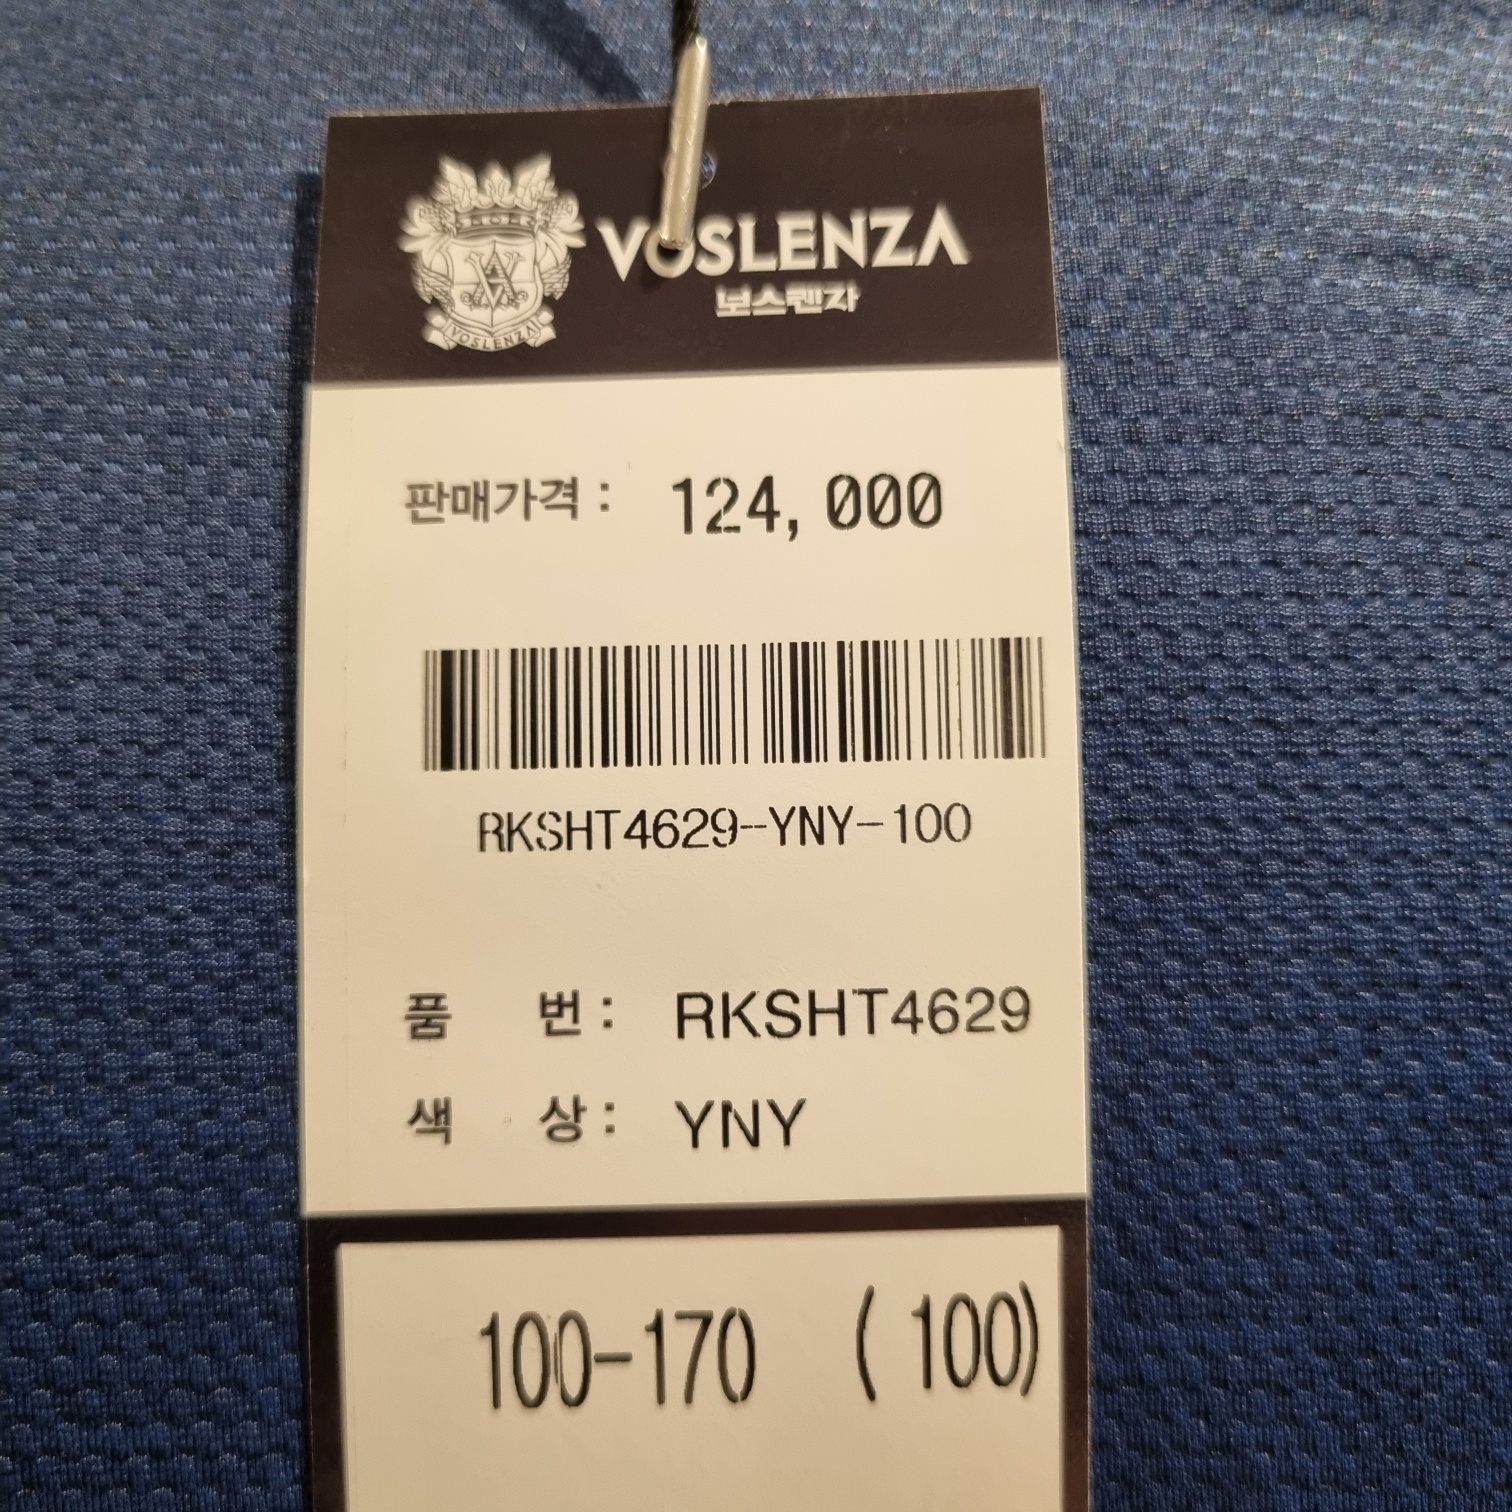 VOSLENZA
보스렌자
VOSLENZA
판매가격 : 124,000
RKSHT4629-YNY-100
품 번 : RKSHT4629
색 상 : YNY
100-170 ( 100)